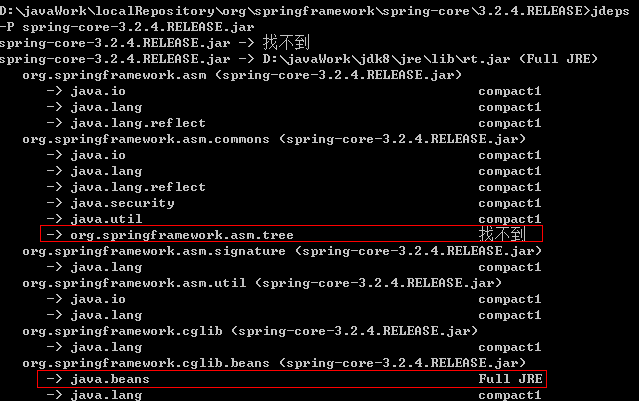 D:\javaWork\localRepository\org\springframework\spring-core\3.2.4.RELEASE>jdeps
-P spring-core-3.2.4.RELEASE.jar
spring-core-3.2.4.RELEASE.jar -> 找不到
spring-core-3.2.4.RELEASE.jar -> D:\javaWork\jdk8\jre\lib\rt.jar (Full JRE)
org.springframework.asm (spring-core-3.2.4.RELEASE.jar)
-> java.io compact1
-> java.lang compact1
-> java.lang.reflect compact1
org.springframework.asm.commons (spring-core-3.2.4.RELEASE.jar)
-> java.io compact1
-> java.lang compact1
-> java.lang.reflect compact1
-> java.security compact1
-> java.util compact1
-> org.springframework.asm.tree 找不到
org.springframework.asm.signature (spring-core-3.2.4.RELEASE.jar)
-> java.lang compact1
org.springframework.asm.util (spring-core-3.2.4.RELEASE.jar)
-> java.io compact1
-> java.lang compact1
org.springframework.cglib (spring-core-3.2.4.RELEASE.jar)
-> java.lang compact1
org.springframework.cglib.beans (spring-core-3.2.4.RELEASE.jar)
-> java.beans Full JRE
-> java.lang compact1